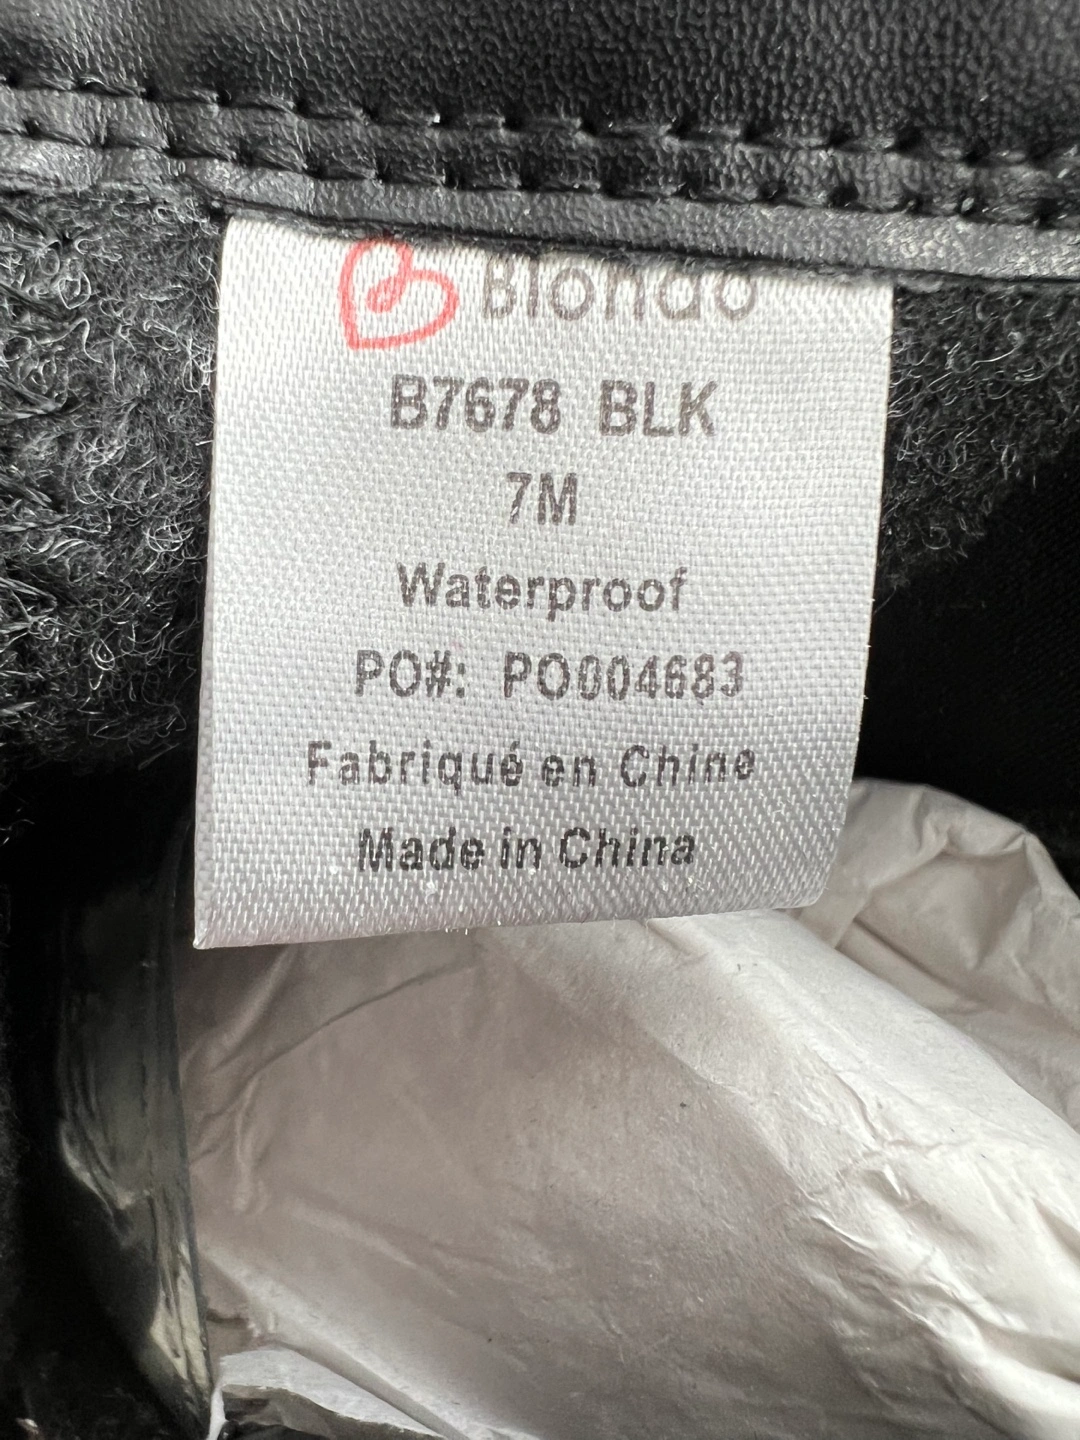 Blondo
B7678 BLK
7M
Waterproof
PO#: PO004683
Fabriqué en Chine
Made in China